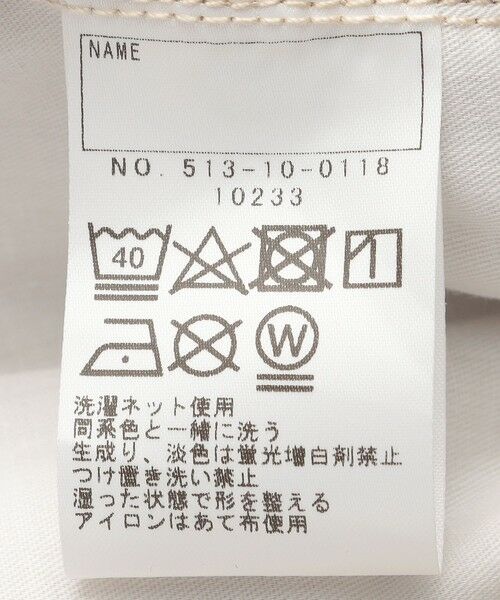 NAME
NO. 513-10-0118
10233
40
W
洗濯ネット使用
同系色と一緒に洗う
生成り、淡色は蛍光増白剤禁止
つけ置き洗い禁止
湿った状態で形を整える
アイロンはあて布使用